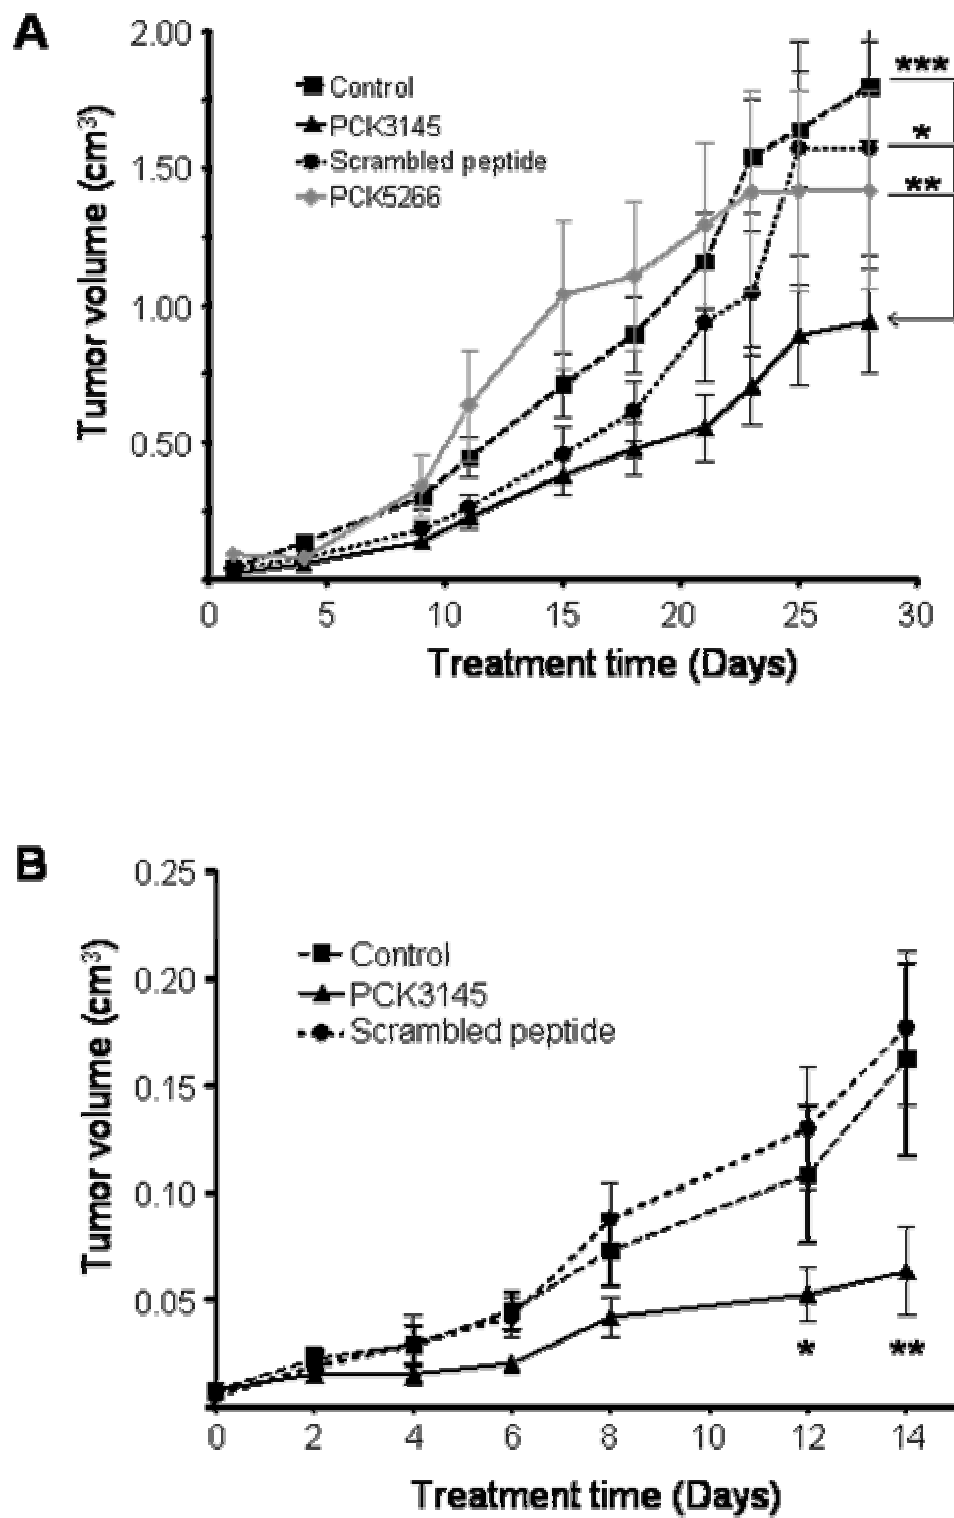 A
Tumor volume (cm³)
2.00
1.50
1.00
0.50
Control
PCK3145
Scrambled peptide
PCK5266
***
*
**
0 5 10 15 20 25 30
Treatment time (Days)
B
Tumor volume (cm³)
0.25
0.20
0.15
0.10
0.05
Control
PCK3145
Scrambled peptide
* **
0 2 4 6 8 10 12 14
Treatment time (Days)